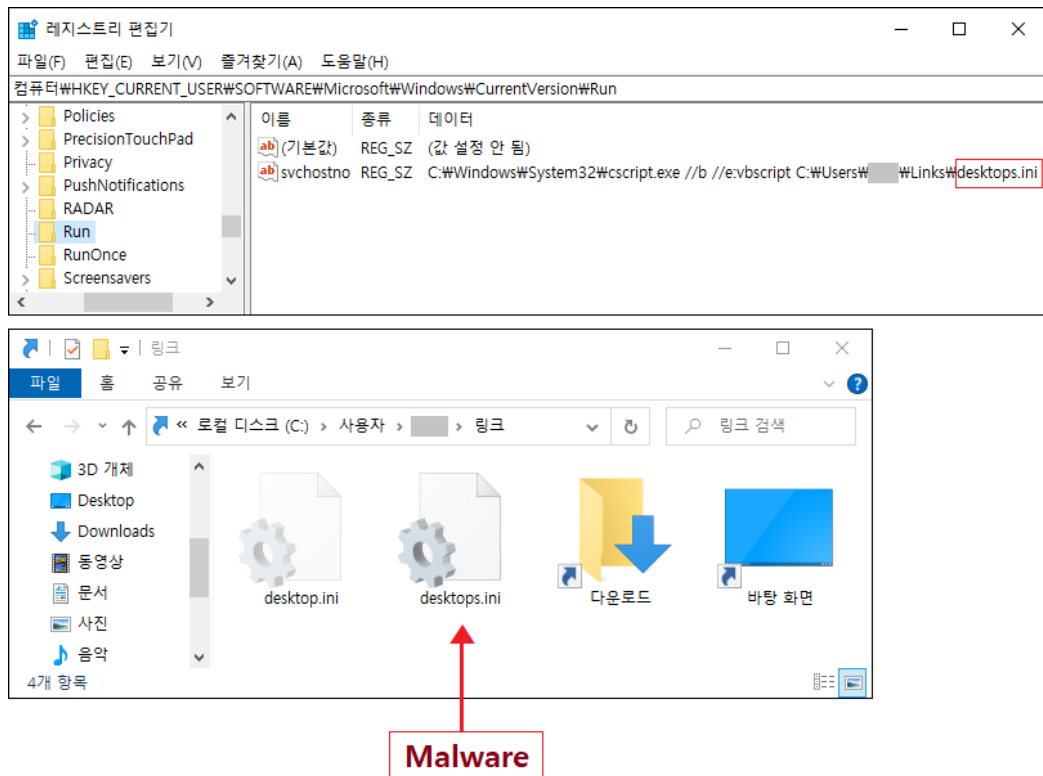 레지스트리 편집기
파일(F) 편집(E) 보기(V) 즐겨찾기(A) 도움말(H)
컴퓨터₩HKEY_CURRENT_USER₩SOFTWARE₩Microsoft₩Windows₩CurrentVersion₩Run
Policies
PrecisionTouchPad
Privacy
PushNotifications
RADAR
Run
RunOnce
Screensavers
이름 종류 데이터
ab (기본값) REG_SZ (값 설정 안 됨)
ab svchostno REG_SZ C:₩Windows₩System32₩cscript.exe //b //e:vbscript C:₩Users₩ ₩Links₩desktops.ini
링크
파일 홈 공유 보기
« 로컬 디스크 (C:) › 사용자 › › 링크
링크 검색
3D 개체
Desktop
Downloads
동영상
문서
사진
음악
desktop.ini
desktops.ini
다운로드
바탕 화면
4개 항목
Malware